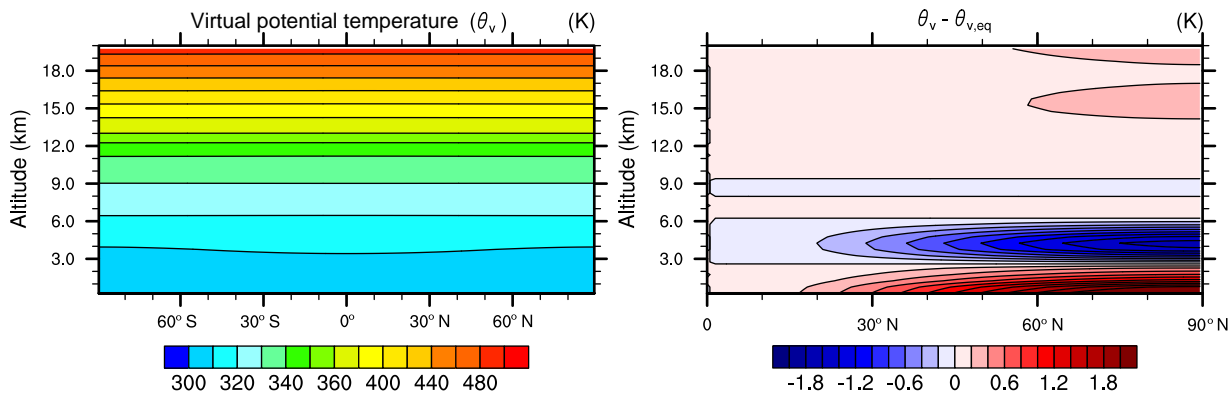 Virtual potential temperature (θv) (K)
Altitude (km)
18.0
15.0
12.0
9.0
6.0
3.0
60° S 30° S 0° 30° N 60° N
300 320 340 360 400 440 480
θv - θv,eq (K)
Altitude (km)
18.0
15.0
12.0
9.0
6.0
3.0
0 30° N 60° N 90° N
-1.8 -1.2 -0.6 0 0.6 1.2 1.8